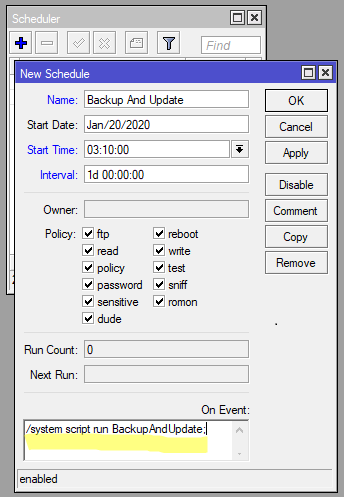 Scheduler
Find
New Schedule
Name: Backup And Update
Start Date: Jan/20/2020
Start Time: 03:10:00
Interval: 1d 00:00:00
Owner:
Policy: ftp reboot
read write
policy test
password sniff
sensitive romon
dude
Run Count: 0
Next Run:
On Event:
/system script run BackupAndUpdate;
enabled
OK
Cancel
Apply
Disable
Comment
Copy
Remove